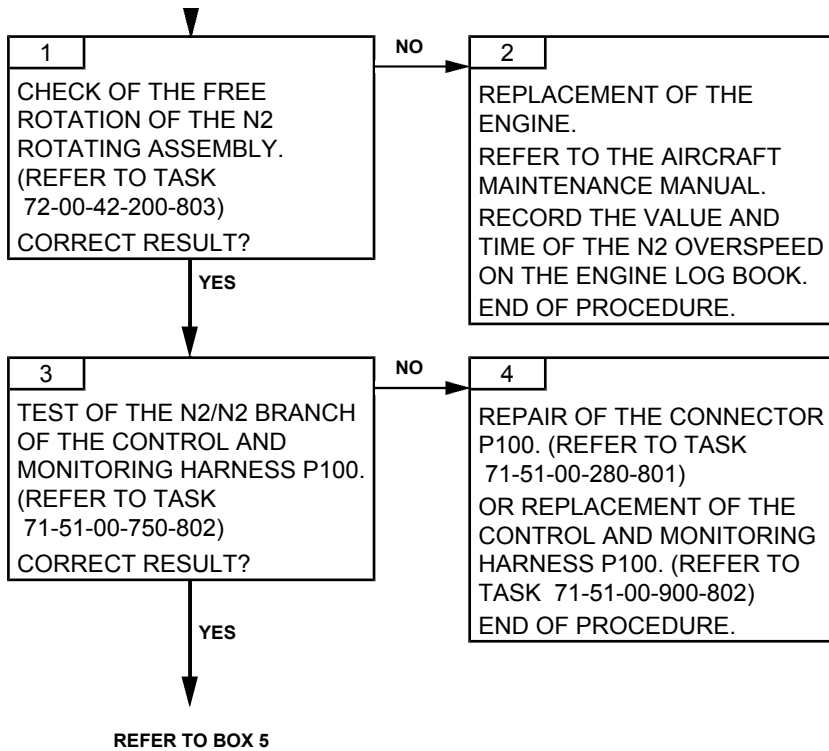 1
CHECK OF THE FREE
ROTATION OF THE N2
ROTATING ASSEMBLY.
(REFER TO TASK
72-00-42-200-803)
CORRECT RESULT?
NO
2
REPLACEMENT OF THE
ENGINE.
REFER TO THE AIRCRAFT
MAINTENANCE MANUAL.
RECORD THE VALUE AND
TIME OF THE N2 OVERSPEED
ON THE ENGINE LOG BOOK.
END OF PROCEDURE.
YES
3
TEST OF THE N2/N2 BRANCH
OF THE CONTROL AND
MONITORING HARNESS P100.
(REFER TO TASK
71-51-00-750-802)
CORRECT RESULT?
NO
4
REPAIR OF THE CONNECTOR
P100. (REFER TO TASK
71-51-00-280-801)
OR REPLACEMENT OF THE
CONTROL AND MONITORING
HARNESS P100. (REFER TO
TASK 71-51-00-900-802)
END OF PROCEDURE.
YES
REFER TO BOX 5